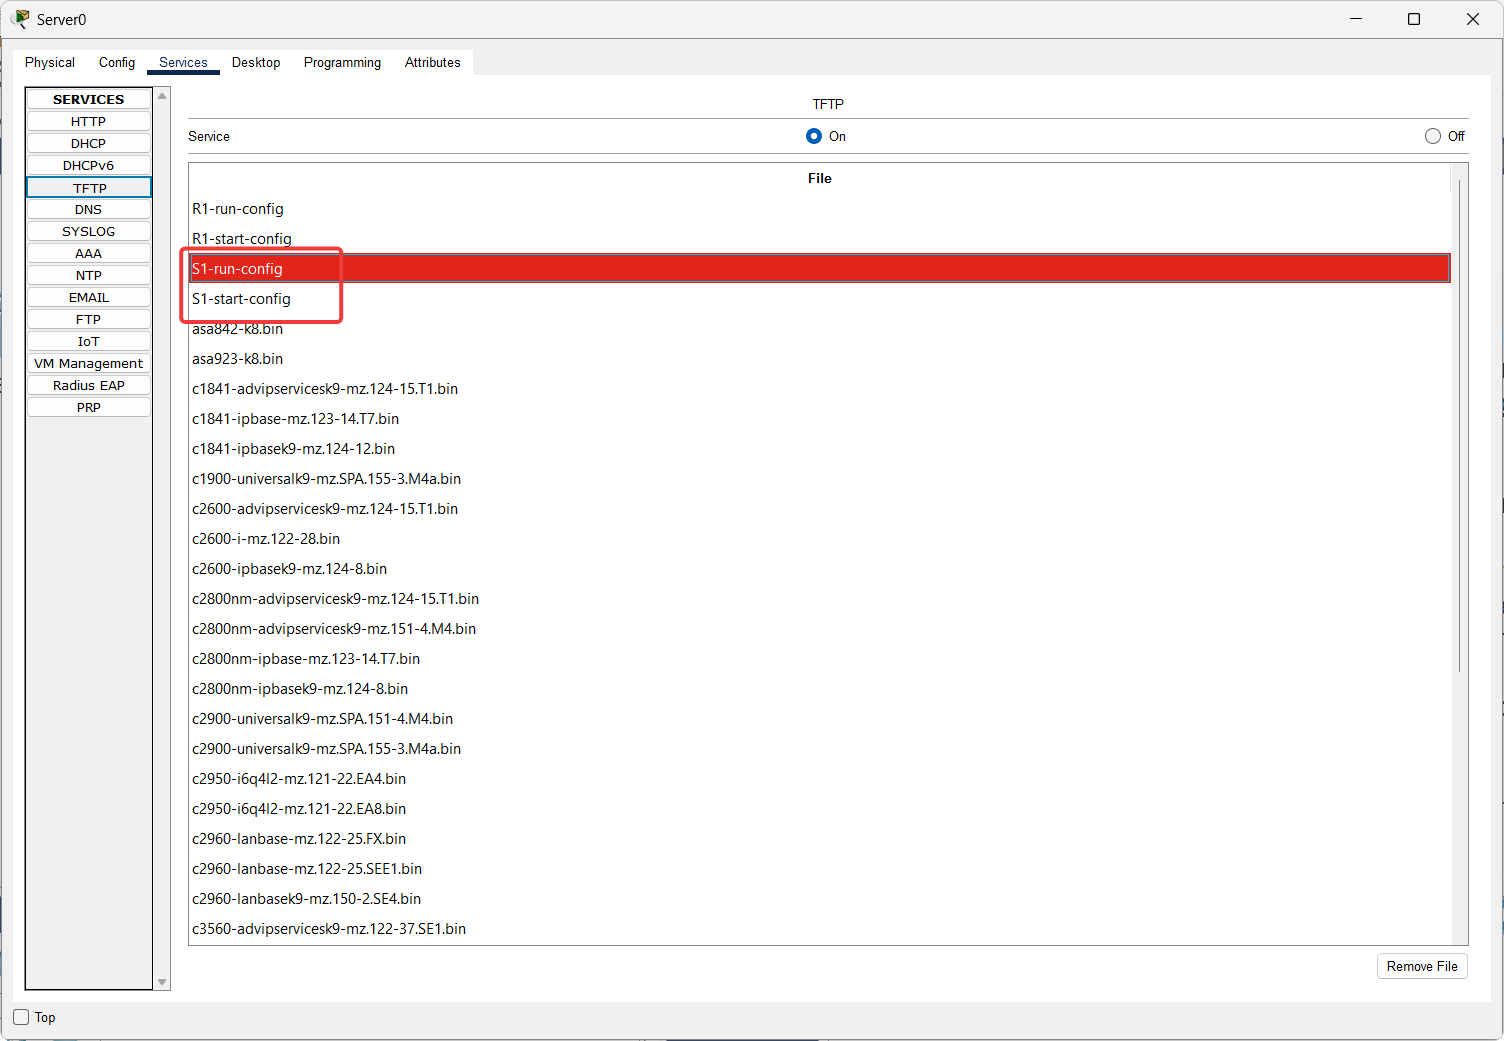 Server0
Physical Config Services Desktop Programming Attributes
SERVICES
HTTP
DHCP
DHCPv6
TFTP
DNS
SYSLOG
AAA
NTP
EMAIL
FTP
IoT
VM Management
Radius EAP
PRP
TFTP
Service On Off
File
R1-run-config
R1-start-config
S1-run-config
S1-start-config
asa842-k8.bin
asa923-k8.bin
c1841-advipservicesk9-mz.124-15.T1.bin
c1841-ipbase-mz.123-14.T7.bin
c1841-ipbasek9-mz.124-12.bin
c1900-universalk9-mz.SPA.155-3.M4a.bin
c2600-advipservicesk9-mz.124-15.T1.bin
c2600-i-mz.122-28.bin
c2600-ipbasek9-mz.124-8.bin
c2800nm-advipservicesk9-mz.124-15.T1.bin
c2800nm-advipservicesk9-mz.151-4.M4.bin
c2800nm-ipbase-mz.123-14.T7.bin
c2800nm-ipbasek9-mz.124-8.bin
c2900-universalk9-mz.SPA.151-4.M4.bin
c2900-universalk9-mz.SPA.155-3.M4a.bin
c2950-i6q4l2-mz.121-22.EA4.bin
c2950-i6q4l2-mz.121-22.EA8.bin
c2960-lanbase-mz.122-25.FX.bin
c2960-lanbase-mz.122-25.SEE1.bin
c2960-lanbasek9-mz.150-2.SE4.bin
c3560-advipservicesk9-mz.122-37.SE1.bin
Remove File
Top